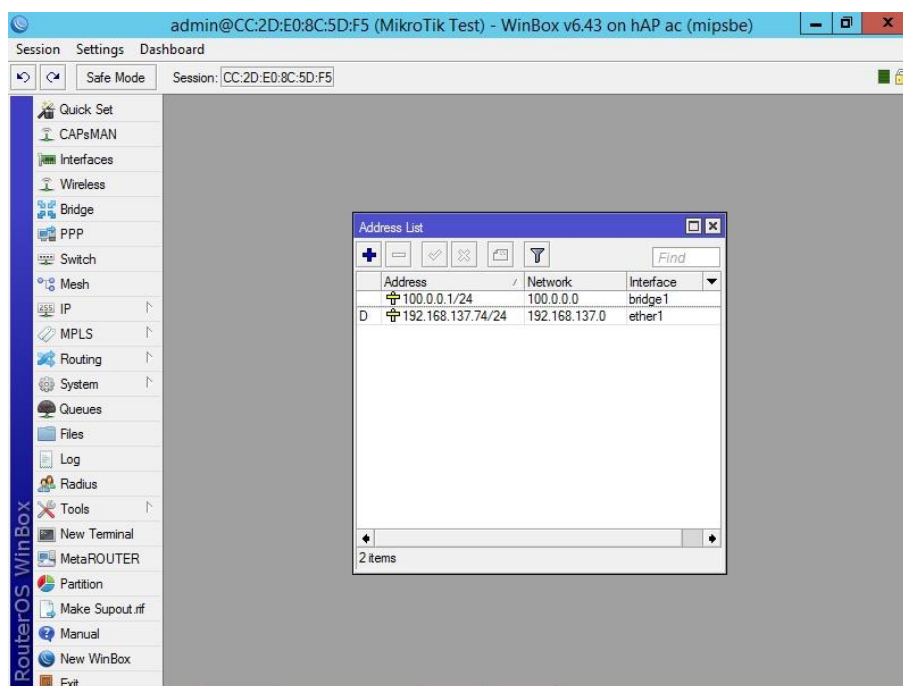 admin@CC:2D:E0:8C:5D:F5 (MikroTik Test) - WinBox v6.43 on hAP ac (mipsbe)
Session Settings Dashboard
Safe Mode Session: CC:2D:E0:8C:5D:F5
Quick Set
CAPsMAN
Interfaces
Wireless
Bridge
PPP
Switch
Mesh
IP
MPLS
Routing
System
Queues
Files
Log
Radius
Tools
New Terminal
MetaROUTER
Partition
Make Supout.rif
Manual
New WinBox
Exit
RouterOS WinBox
Address List
Find
Address Network Interface
100.0.0.1/24 100.0.0.0 bridge1
D 192.168.137.74/24 192.168.137.0 ether1
2 items